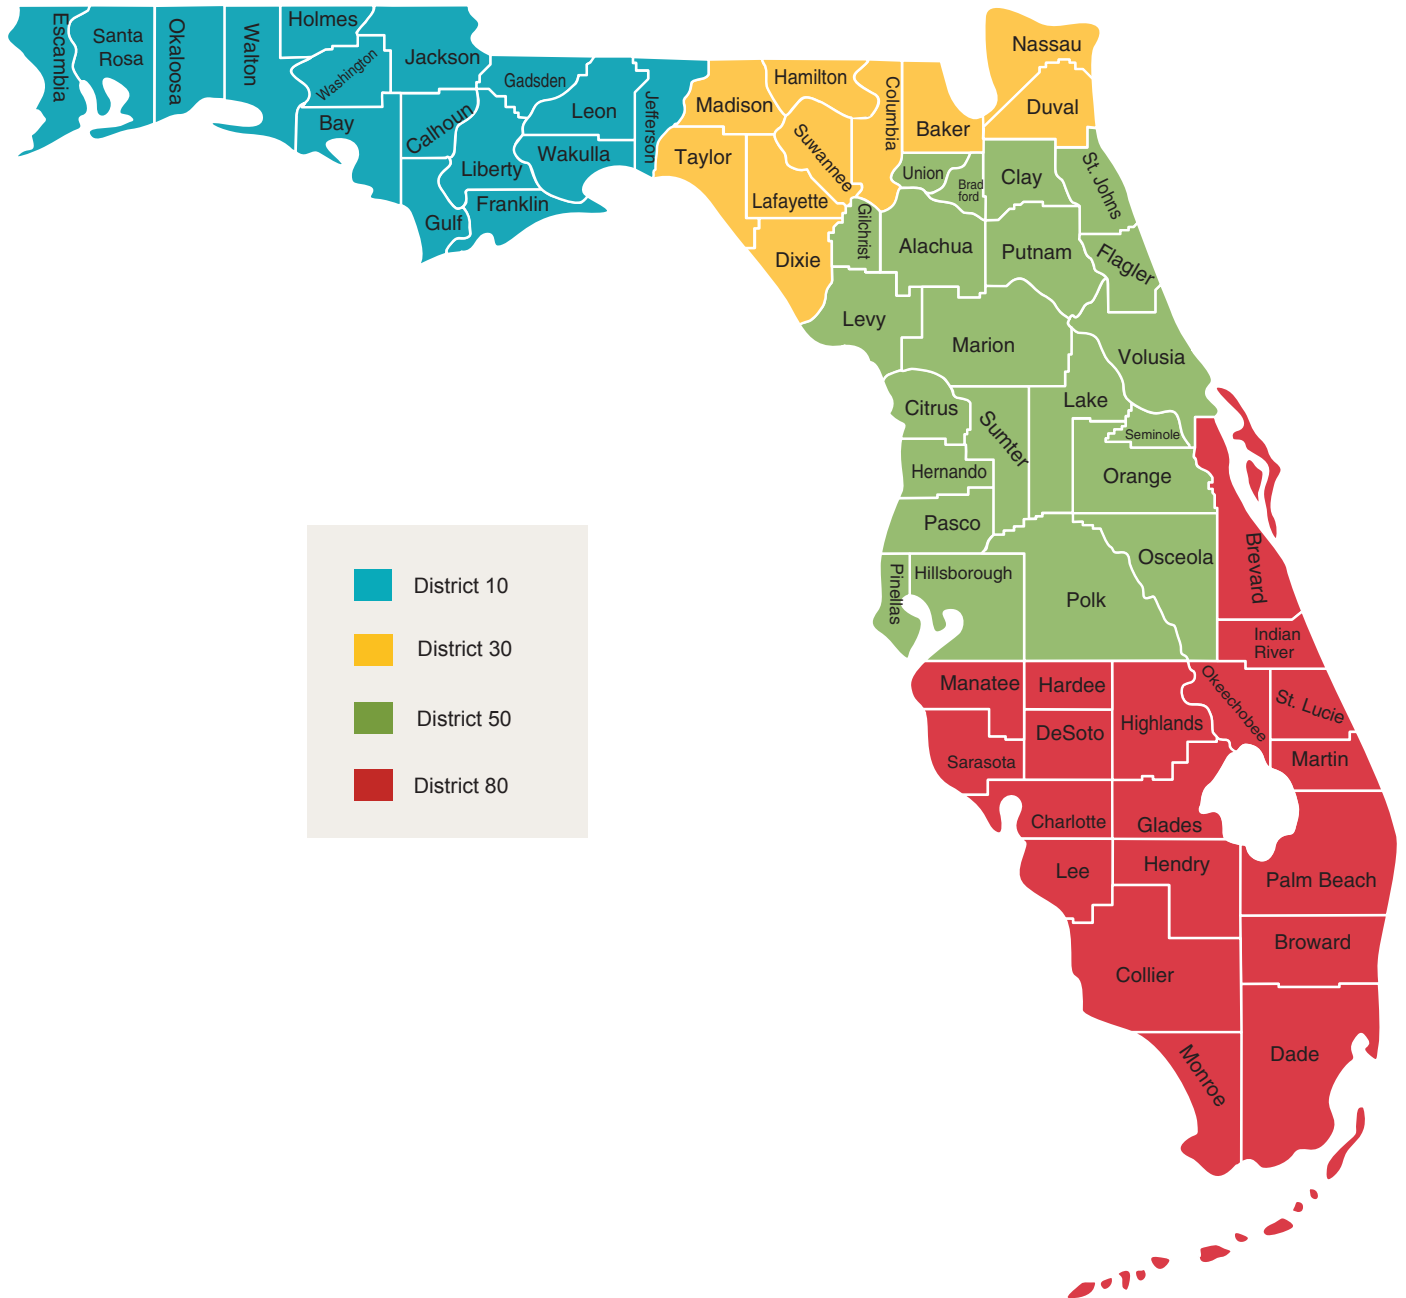 Escambia
Santa
Rosa
Okaloosa
Walton
Holmes
Washington
Jackson
Bay
Calhoun
Gadsden
Liberty
Gulf
Franklin
Leon
Wakulla
Jefferson
Madison
Taylor
Hamilton
Suwannee
Lafayette
Dixie
Columbia
Baker
Nassau
Duval
Union
Brad
ford
Clay
St. Johns
Gilchrist
Alachua
Putnam
Flagler
Levy
Marion
Volusia
Citrus
Sumter
Lake
Seminole
Hernando
Orange
Pasco
Osceola
Pinellas
Hillsborough
Polk
Brevard
Indian
River
Manatee
Hardee
Highlands
Okeechobee
St. Lucie
Sarasota
DeSoto
Martin
Charlotte
Glades
Lee
Hendry
Palm Beach
Collier
Broward
Monroe
Dade
District 10
District 30
District 50
District 80